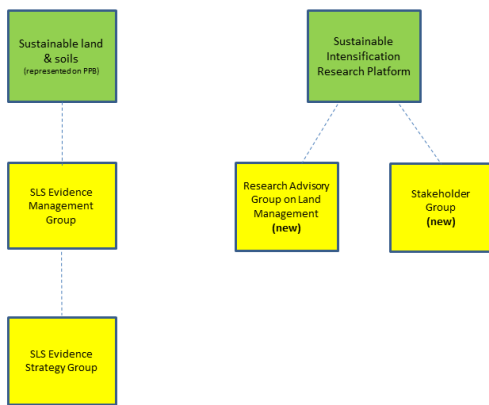 Sustainable land
& soils
(represented on PPB)
Sustainable
Intensification
Research Platform
SLS Evidence
Management
Group
Research Advisory
Group on Land
Management
(new)
Stakeholder
Group
(new)
SLS Evidence
Strategy Group